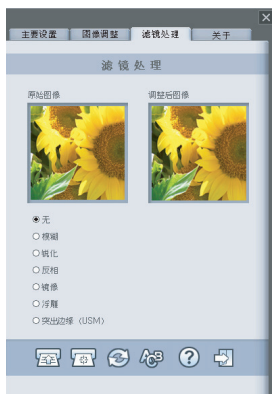 主要设置 图像调整 滤镜处理 关于
滤镜处理
原始图像 调整后图像
无
模糊
锐化
反相
镜像
浮雕
突出边缘（USM）